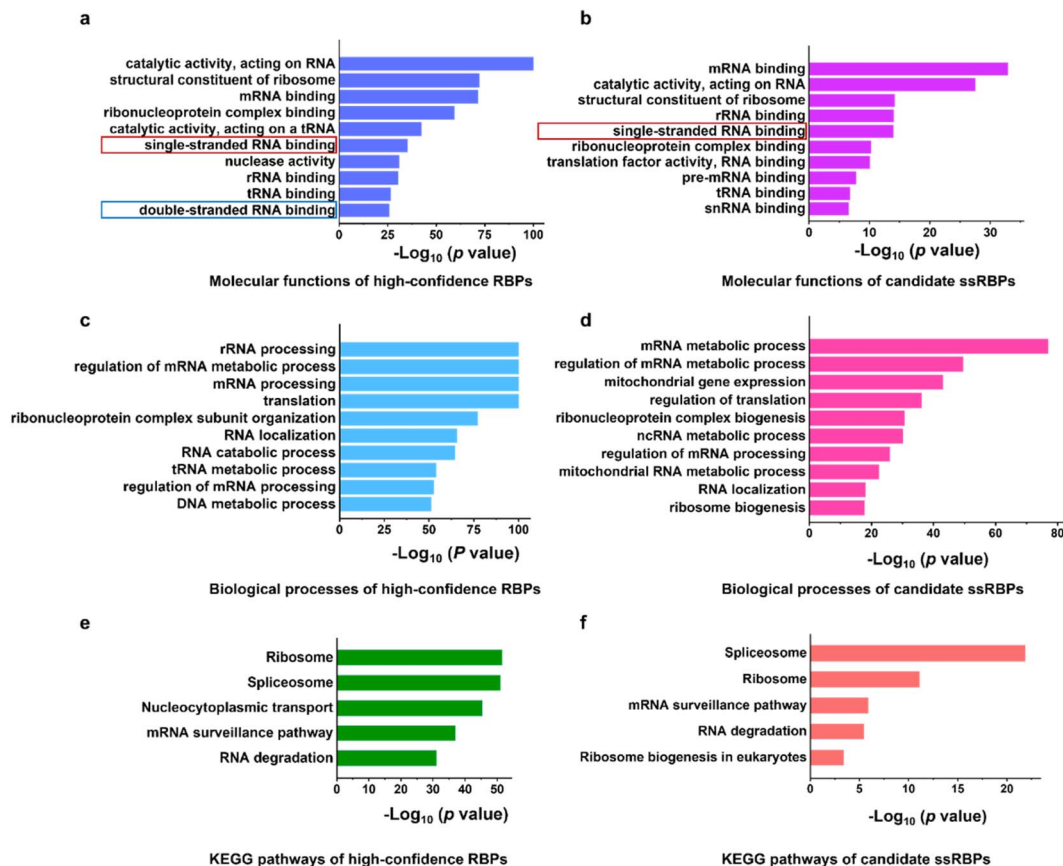 a
catalytic activity, acting on RNA
structural constituent of ribosome
mRNA binding
ribonucleoprotein complex binding
catalytic activity, acting on a tRNA
single-stranded RNA binding
nuclease activity
rRNA binding
tRNA binding
double-stranded RNA binding
0 25 50 75 100
-Log10 (p value)
Molecular functions of high-confidence RBPs
b
mRNA binding
catalytic activity, acting on RNA
structural constituent of ribosome
rRNA binding
single-stranded RNA binding
ribonucleoprotein complex binding
translation factor activity, RNA binding
pre-mRNA binding
tRNA binding
snRNA binding
0 10 20 30
-Log10 (p value)
Molecular functions of candidate ssRBPs
c
rRNA processing
regulation of mRNA metabolic process
mRNA processing
translation
ribonucleoprotein complex subunit organization
RNA localization
RNA catabolic process
tRNA metabolic process
regulation of mRNA processing
DNA metabolic process
0 25 50 75 100
-Log10 (P value)
Biological processes of high-confidence RBPs
d
mRNA metabolic process
regulation of mRNA metabolic process
mitochondrial gene expression
regulation of translation
ribonucleoprotein complex biogenesis
ncRNA metabolic process
regulation of mRNA processing
mitochondrial RNA metabolic process
RNA localization
ribosome biogenesis
0 20 40 60 80
-Log10 (p value)
Biological processes of candidate ssRBPs
e
Ribosome
Spliceosome
Nucleocytoplasmic transport
mRNA surveillance pathway
RNA degradation
0 10 20 30 40 50
-Log10 (p value)
KEGG pathways of high-confidence RBPs
f
Spliceosome
Ribosome
mRNA surveillance pathway
RNA degradation
Ribosome biogenesis in eukaryotes
0 5 10 15 20
-Log10 (p value)
KEGG pathways of candidate ssRBPs